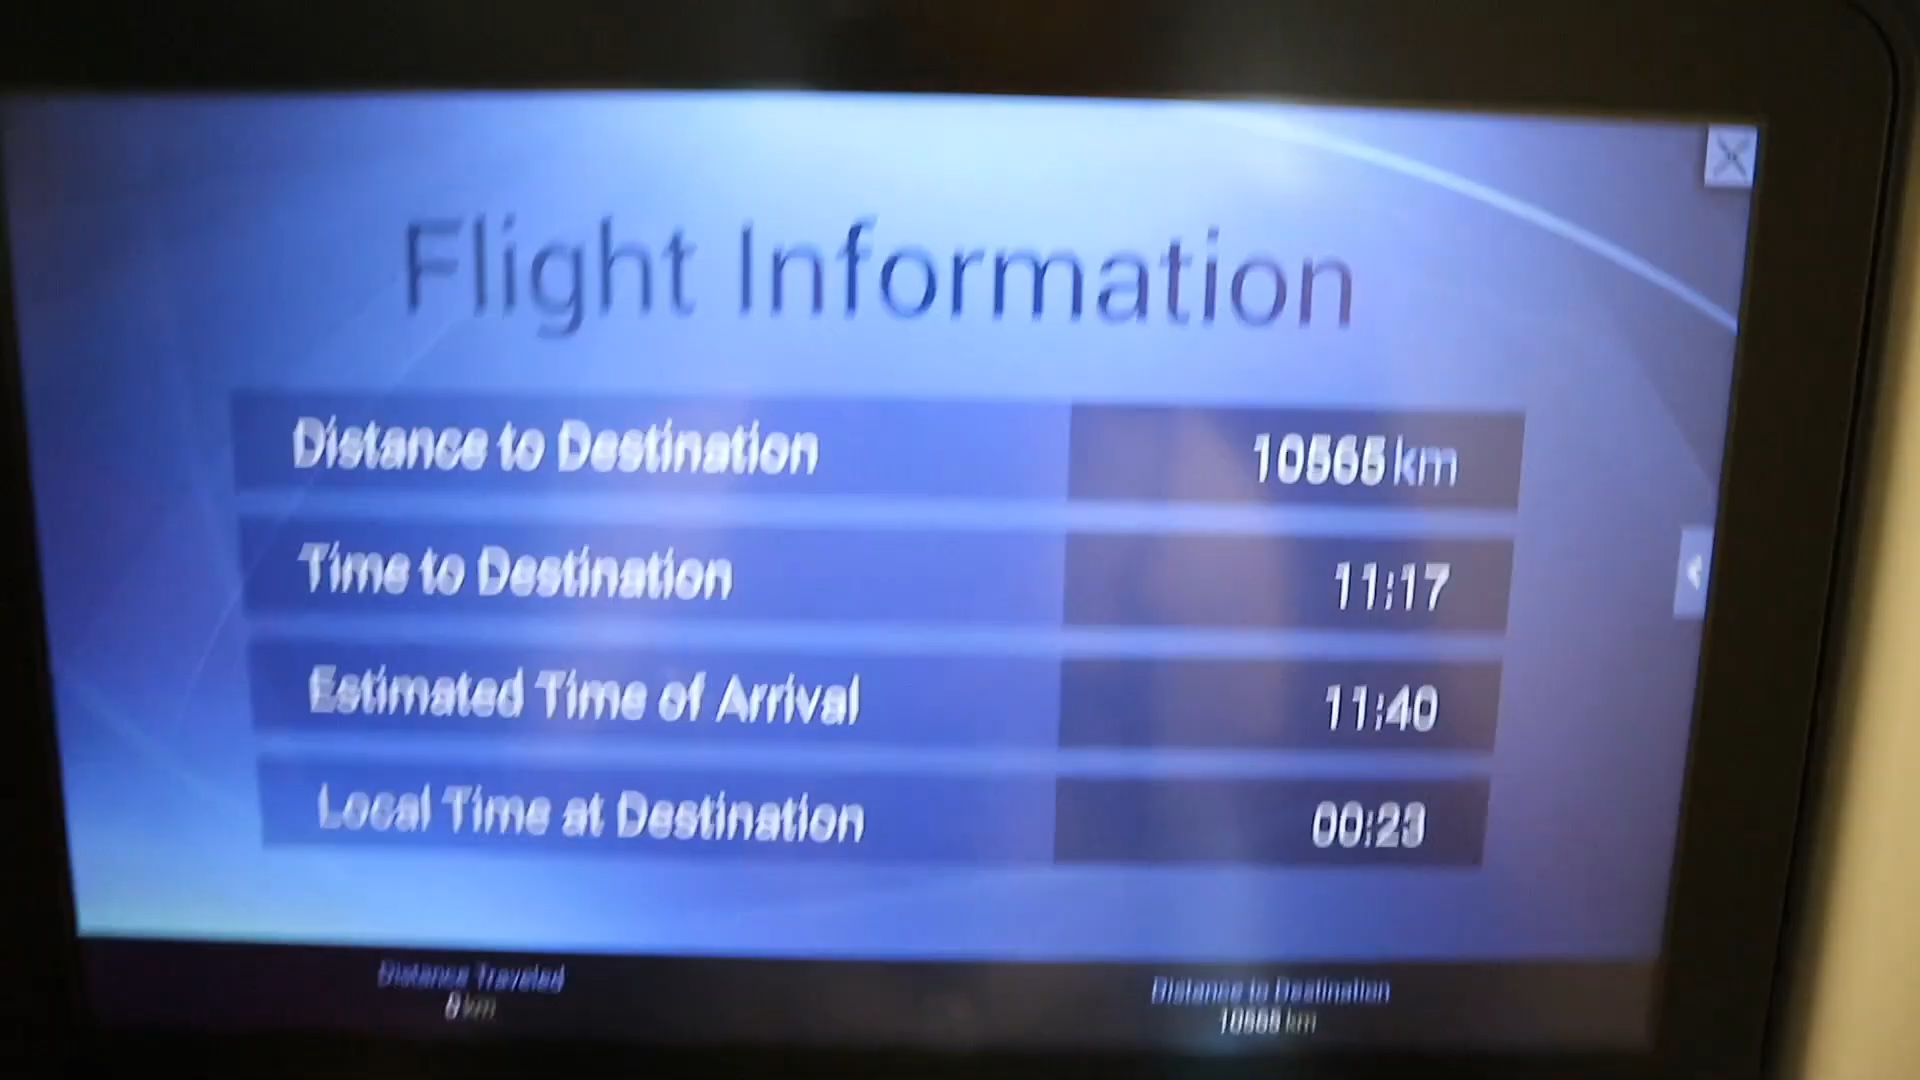 Flight Information
Distance to Destination 10565 km
Time to Destination 11:17
Estimated Time of Arrival 11:40
Local Time at Destination 00:23
Distance Traveled
km
Distance to Destination
10565 km